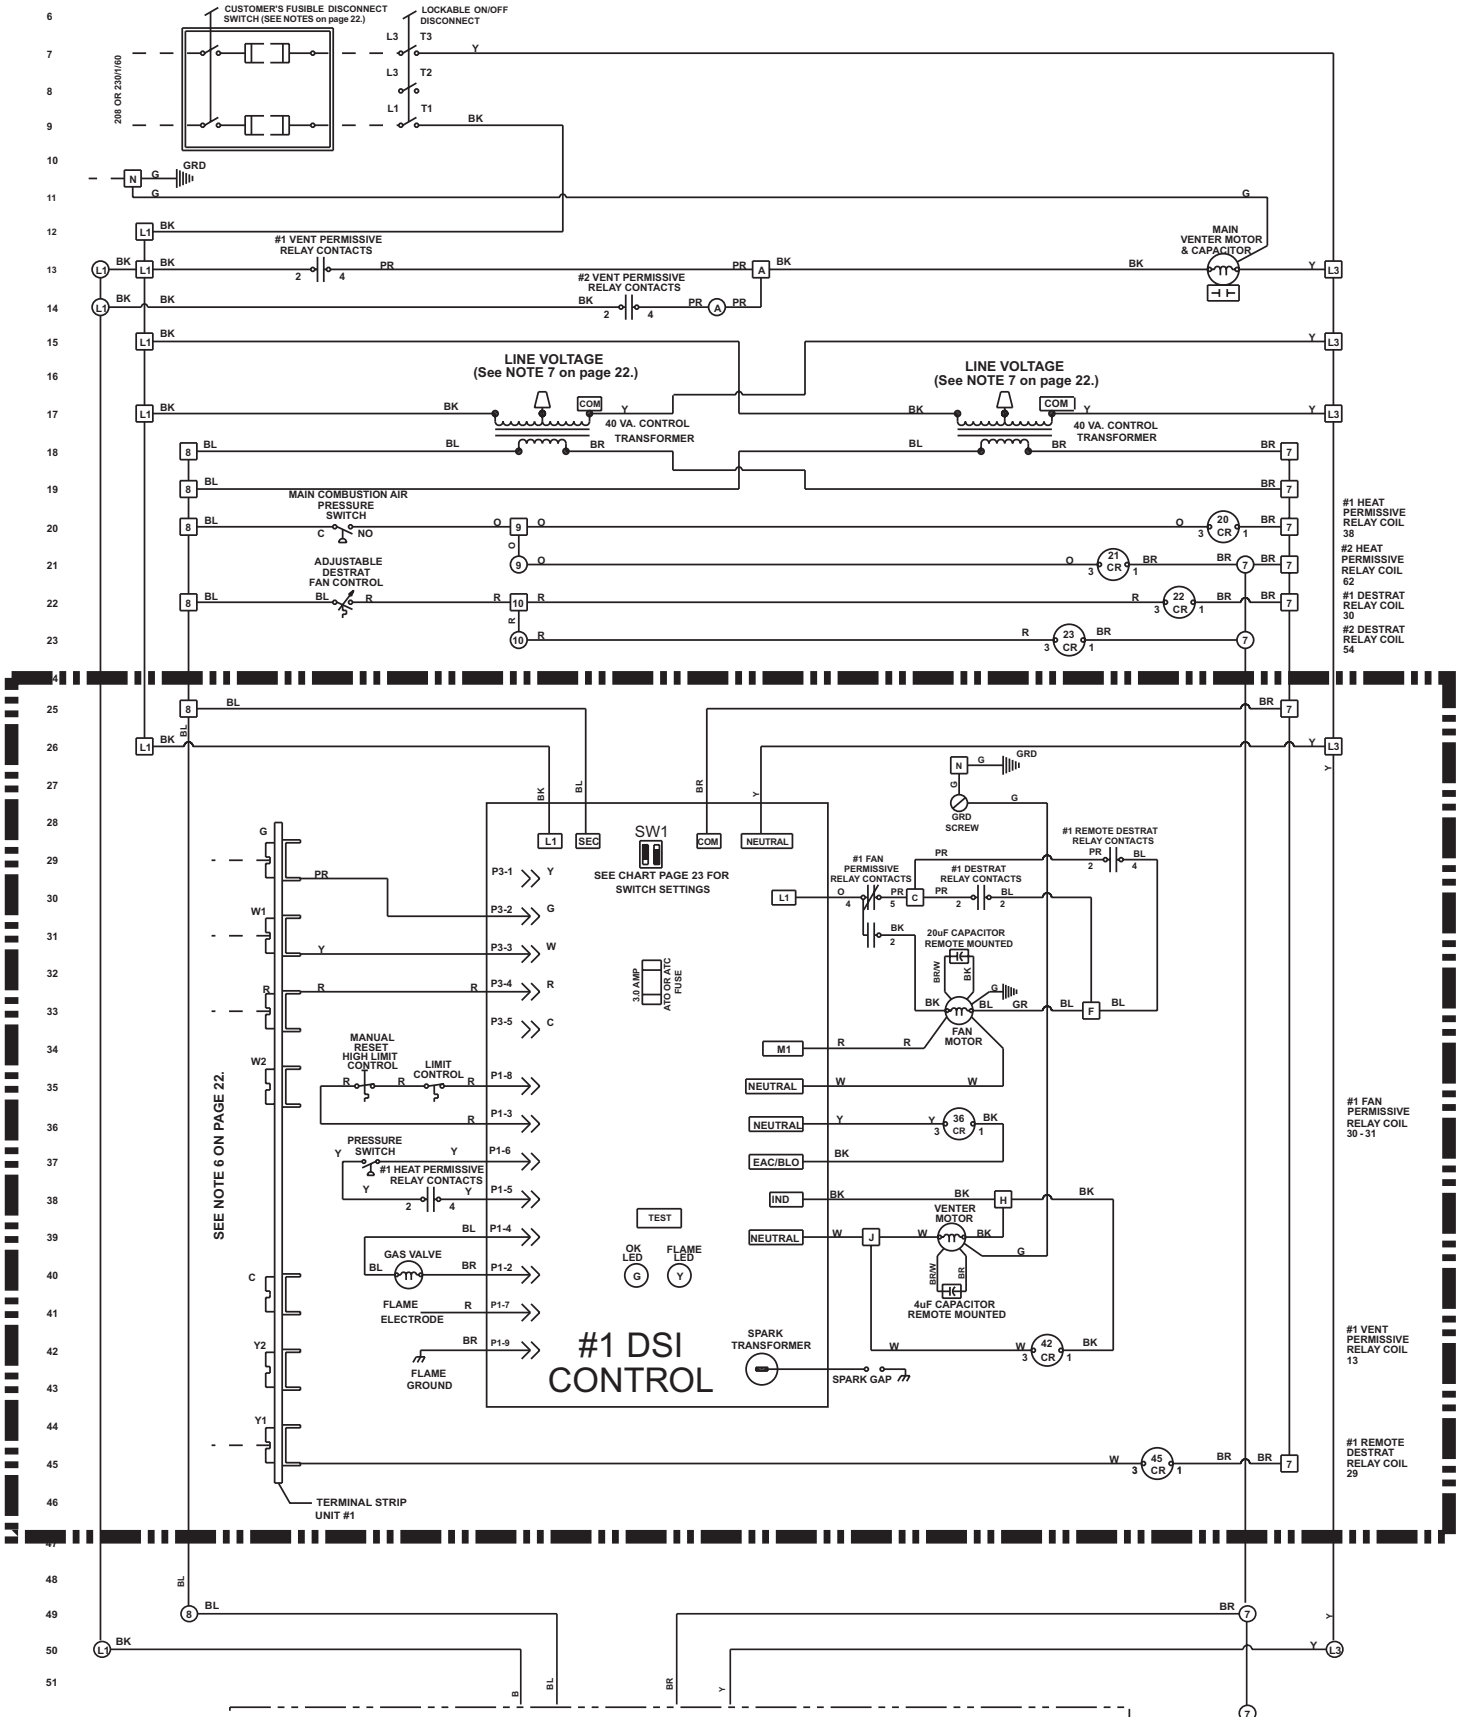 6
CUSTOMER'S FUSIBLE DISCONNECT
SWITCH (SEE NOTES on page 22.)
LOCKABLE ON/OFF
DISCONNECT
7
L3 T3
Y
208 OR 230/1/60
8
L3 T2
9
L1 T1
BK
10
N G GRD
11
G G
12
L1 BK
#1 VENT PERMISSIVE
RELAY CONTACTS
MAIN
VENTER MOTOR
& CAPACITOR
13
L1 BK L1 BK 2 4 PR PR A BK BK Y L3
#2 VENT PERMISSIVE
RELAY CONTACTS
14
L1 BK BK BK 2 4 PR A PR
15
L1 BK Y L3
16
LINE VOLTAGE
(See NOTE 7 on page 22.)
LINE VOLTAGE
(See NOTE 7 on page 22.)
17
L1 BK BK COM Y BK COM Y Y L3
40 VA. CONTROL
TRANSFORMER
40 VA. CONTROL
TRANSFORMER
18
8 BL BL BR BL BR BR 7
19
8 BL BR 7
MAIN COMBUSTION AIR
PRESSURE
SWITCH
20
8 BL C NO O 9 O O 3 20 CR 1 BR 7
#1 HEAT
PERMISSIVE
RELAY COIL
38
ADJUSTABLE
DESTRAT
FAN CONTROL
21
O 9 O O 3 21 CR 1 BR BR 7 BR 7
#2 HEAT
PERMISSIVE
RELAY COIL
62
22
8 BL BL R R 10 R R 3 22 CR 1 BR BR 7
#1 DESTRAT
RELAY COIL
30
23
R 10 R R 3 23 CR 1 BR 7
#2 DESTRAT
RELAY COIL
54
4
25
8 BL BR 7
BL
26
L1 BK Y L3
Y
27
BK BL BR Y
N G GRD
G
28
GRD
SCREW
G
G
L1 SEC SW1 COM NEUTRAL
SEE CHART PAGE 23 FOR
SWITCH SETTINGS
#1 REMOTE DESTRAT
RELAY CONTACTS
29
PR PR 2 4 BL
P3-1 Y
#1 FAN
PERMISSIVE
RELAY CONTACTS
#1 DESTRAT
RELAY CONTACTS
30
PR
L1 O 4 PR 5 C PR 2 BL 2
W1
P3-2 G
31
BK 2
20uF CAPACITOR
REMOTE MOUNTED
Y P3-3 W
32
BR/W BK
3.0 AMP
ATO OR ATC
FUSE
R R R P3-4 R
33
G
BK BL GR BL F BL
FAN
MOTOR
P3-5 C
34
MANUAL
RESET
HIGH LIMIT
CONTROL
LIMIT
CONTROL
M1 R R
W2
35
R R R P1-8
NEUTRAL W W
SEE NOTE 6 ON PAGE 22.
36
R P1-3
NEUTRAL Y Y 3 36 CR 1 BK
#1 FAN
PERMISSIVE
RELAY COIL
30 - 31
37
PRESSURE
SWITCH
Y Y P1-6
EAC/BLO BK
#1 HEAT PERMISSIVE
RELAY CONTACTS
38
Y 2 4 Y P1-5
IND BK BK H BK
TEST
VENTER
MOTOR
39
BL P1-4
NEUTRAL W J W BK
G
40
GAS VALVE
BL BR P1-2
OK
LED
G
FLAME
LED
Y
BR/W BR
4uF CAPACITOR
REMOTE MOUNTED
C
41
FLAME
ELECTRODE
R P1-7
42
Y2
BR P1-9
FLAME
GROUND
#1 DSI
CONTROL
SPARK
TRANSFORMER
SPARK GAP
W W 3 42 CR 1 BK
#1 VENT
PERMISSIVE
RELAY COIL
13
43
44
Y1
45
W 3 45 CR 1 BR BR 7
#1 REMOTE
DESTRAT
RELAY COIL
29
46
TERMINAL STRIP
UNIT #1
47
48
BL
49
8 BL BR 7
Y
50
L1 BK Y L3
51
B BL BR Y
7